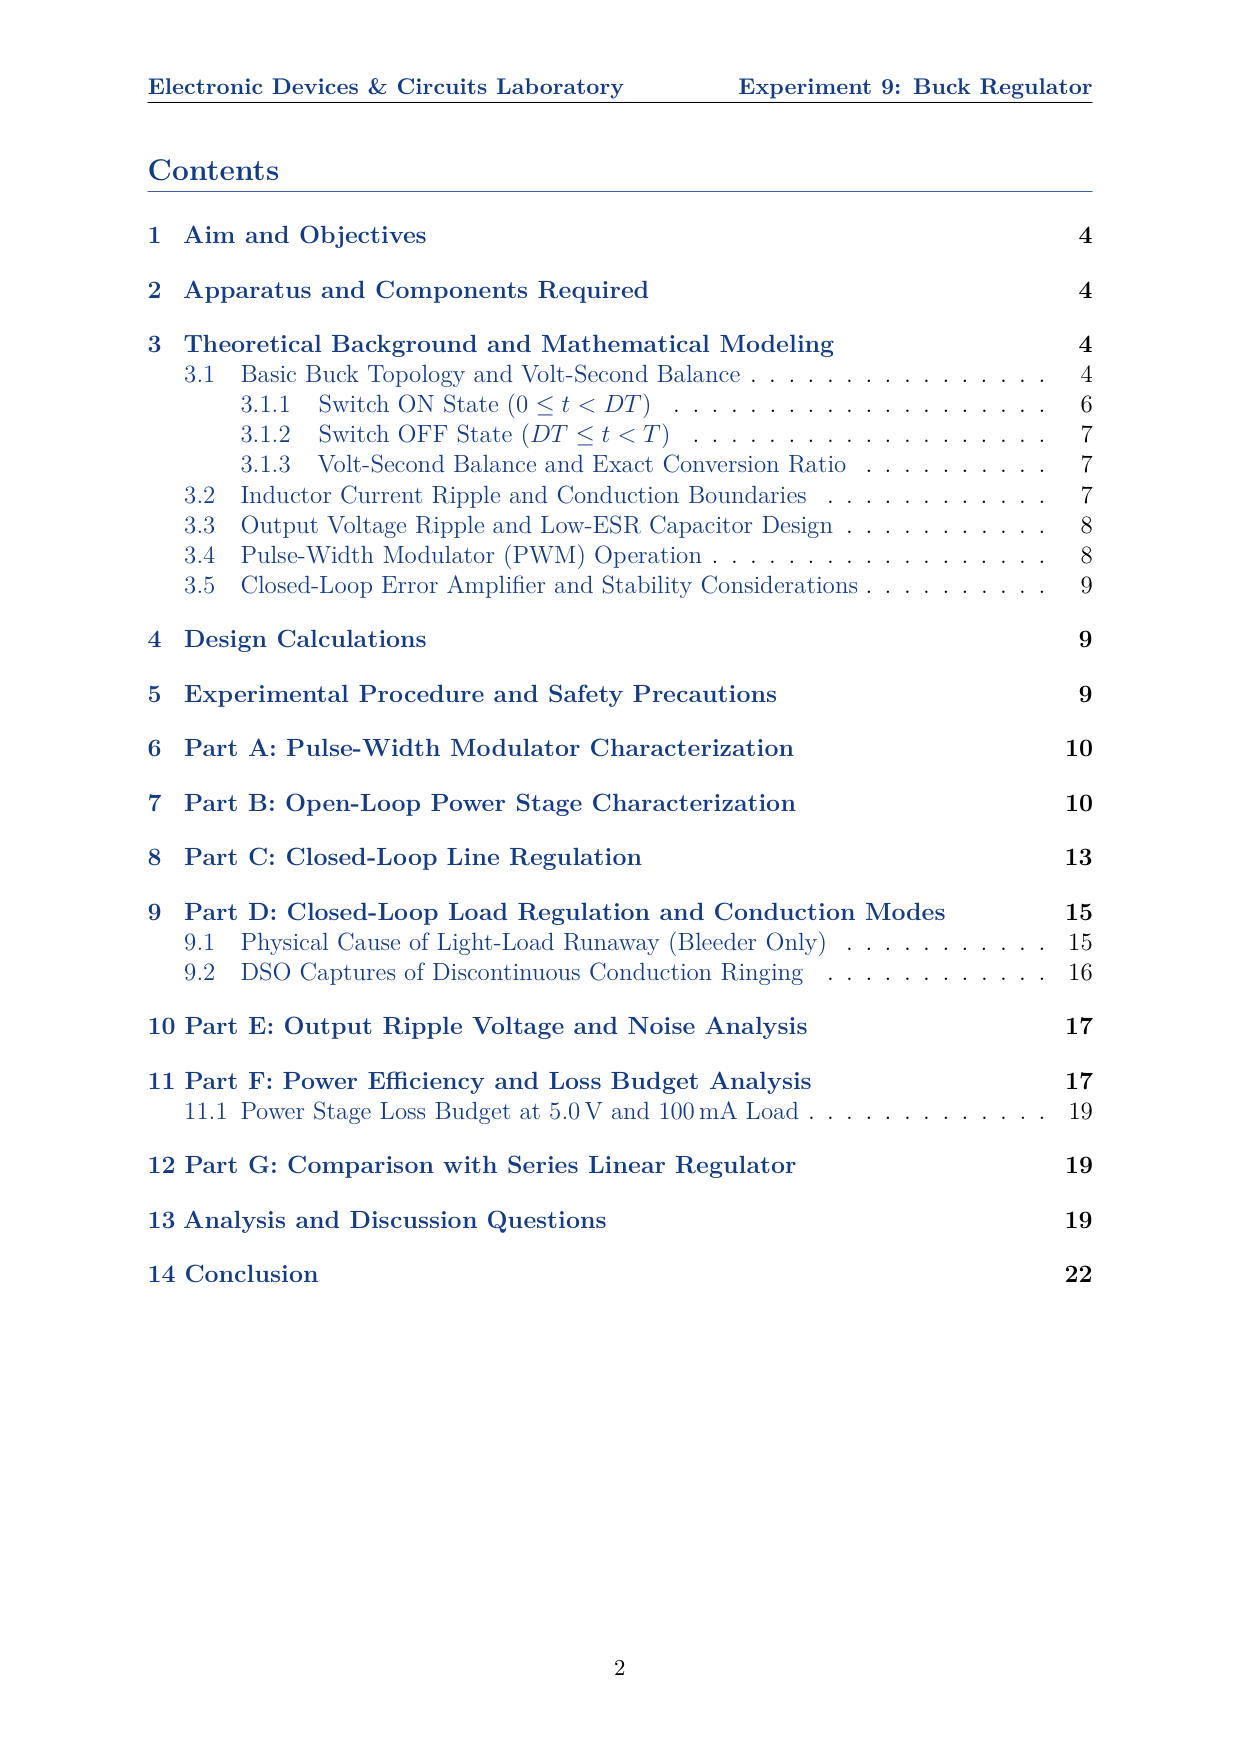 Electronic Devices & Circuits Laboratory Experiment 9: Buck Regulator
Contents
1 Aim and Objectives 4
2 Apparatus and Components Required 4
3 Theoretical Background and Mathematical Modeling 4
3.1 Basic Buck Topology and Volt-Second Balance . . . . . . . . . . . . . . . . 4
3.1.1 Switch ON State (0 ≤ t < DT) . . . . . . . . . . . . . . . . . . . . 6
3.1.2 Switch OFF State (DT ≤ t < T) . . . . . . . . . . . . . . . . . . . 7
3.1.3 Volt-Second Balance and Exact Conversion Ratio . . . . . . . . . . 7
3.2 Inductor Current Ripple and Conduction Boundaries . . . . . . . . . . . . 7
3.3 Output Voltage Ripple and Low-ESR Capacitor Design . . . . . . . . . . . 8
3.4 Pulse-Width Modulator (PWM) Operation . . . . . . . . . . . . . . . . . . 8
3.5 Closed-Loop Error Amplifier and Stability Considerations . . . . . . . . . . 9
4 Design Calculations 9
5 Experimental Procedure and Safety Precautions 9
6 Part A: Pulse-Width Modulator Characterization 10
7 Part B: Open-Loop Power Stage Characterization 10
8 Part C: Closed-Loop Line Regulation 13
9 Part D: Closed-Loop Load Regulation and Conduction Modes 15
9.1 Physical Cause of Light-Load Runaway (Bleeder Only) . . . . . . . . . . . 15
9.2 DSO Captures of Discontinuous Conduction Ringing . . . . . . . . . . . . 16
10 Part E: Output Ripple Voltage and Noise Analysis 17
11 Part F: Power Efficiency and Loss Budget Analysis 17
11.1 Power Stage Loss Budget at 5.0 V and 100 mA Load . . . . . . . . . . . . . 19
12 Part G: Comparison with Series Linear Regulator 19
13 Analysis and Discussion Questions 19
14 Conclusion 22
2